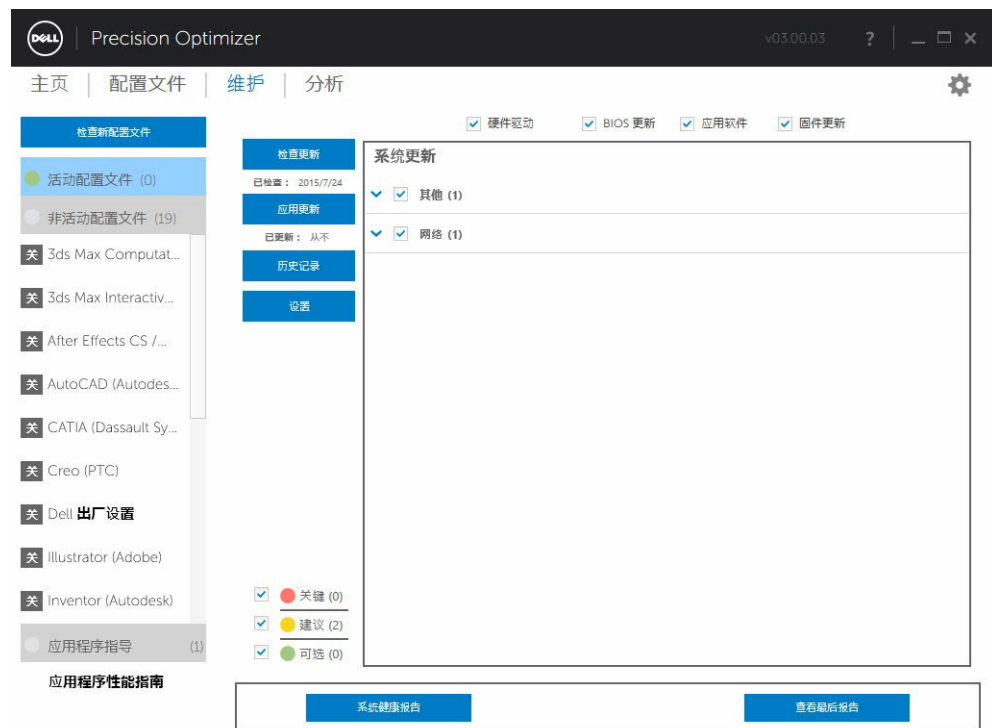 DELL
Precision Optimizer
v03.00.03
?
主页
配置文件
维护
分析
检查新配置文件
活动配置文件 (0)
非活动配置文件 (19)
关 3ds Max Computat...
关 3ds Max Interactiv...
关 After Effects CS /...
关 AutoCAD (Autodes...
关 CATIA (Dassault Sy...
关 Creo (PTC)
关 Dell 出厂设置
关 Illustrator (Adobe)
关 Inventor (Autodesk)
应用程序指导 (1)
应用程序性能指南
硬件驱动
BIOS 更新
应用软件
固件更新
检查更新
已检查： 2015/7/24
应用更新
已更新： 从不
历史记录
设置
系统更新
其他 (1)
网络 (1)
关键 (0)
建议 (2)
可选 (0)
系统健康报告
查看最后报告